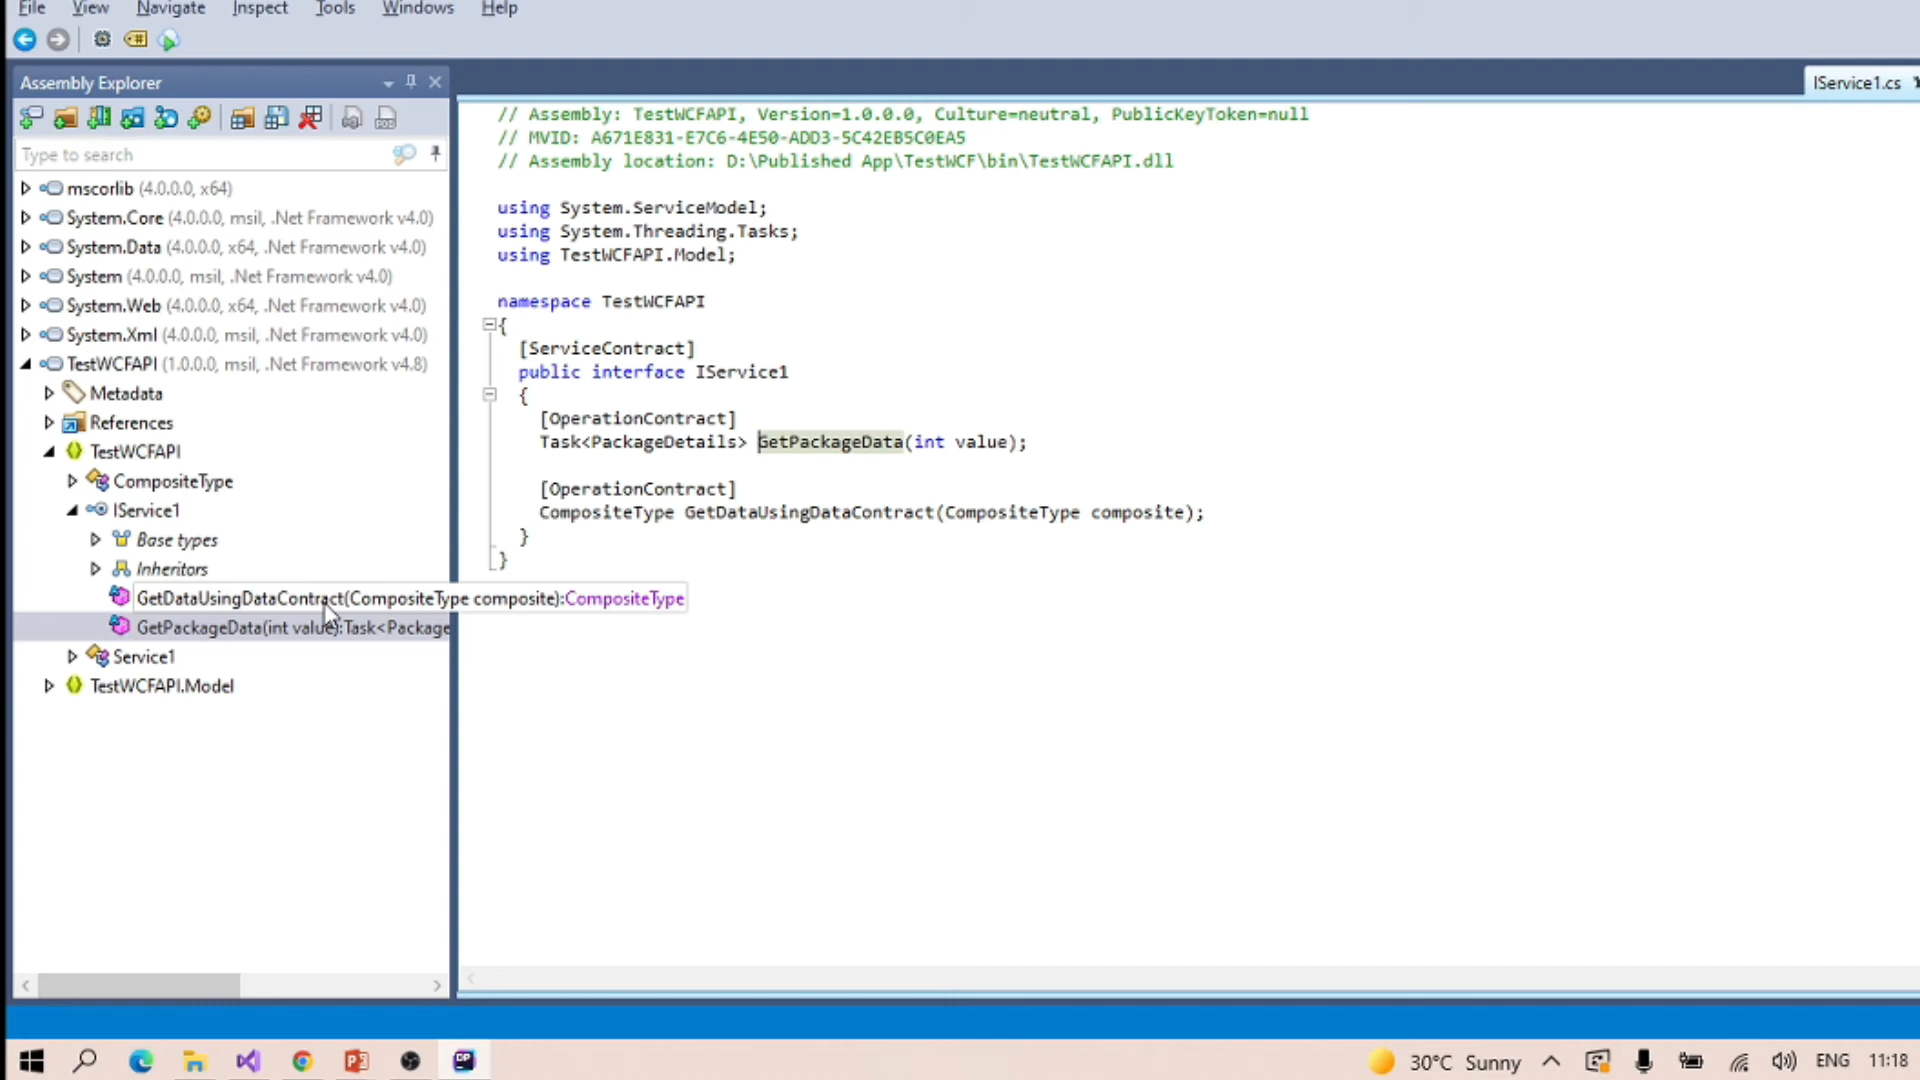 File View Navigate Inspect Tools Windows Help
Assembly Explorer
Type to search
mscorlib (4.0.0.0, x64)
System.Core (4.0.0.0, msil, .Net Framework v4.0)
System.Data (4.0.0.0, x64, .Net Framework v4.0)
System (4.0.0.0, msil, .Net Framework v4.0)
System.Web (4.0.0.0, x64, .Net Framework v4.0)
System.Xml (4.0.0.0, msil, .Net Framework v4.0)
TestWCFAPI (1.0.0.0, msil, .Net Framework v4.8)
Metadata
References
TestWCFAPI
CompositeType
IService1
Base types
Inheritors
GetDataUsingDataContract(CompositeType composite):CompositeType
GetPackageData(int value):Task<Package
Service1
TestWCFAPI.Model
IService1.cs
// Assembly: TestWCFAPI, Version=1.0.0.0, Culture=neutral, PublicKeyToken=null
// MVID: A671E831-E7C6-4E50-ADD3-5C42EB5C0EA5
// Assembly location: D:\Published App\TestWCF\bin\TestWCFAPI.dll
using System.ServiceModel;
using System.Threading.Tasks;
using TestWCFAPI.Model;
namespace TestWCFAPI
{
[ServiceContract]
public interface IService1
{
[OperationContract]
Task<PackageDetails> GetPackageData(int value);
[OperationContract]
CompositeType GetDataUsingDataContract(CompositeType composite);
}
}
30°C Sunny ENG 11:18